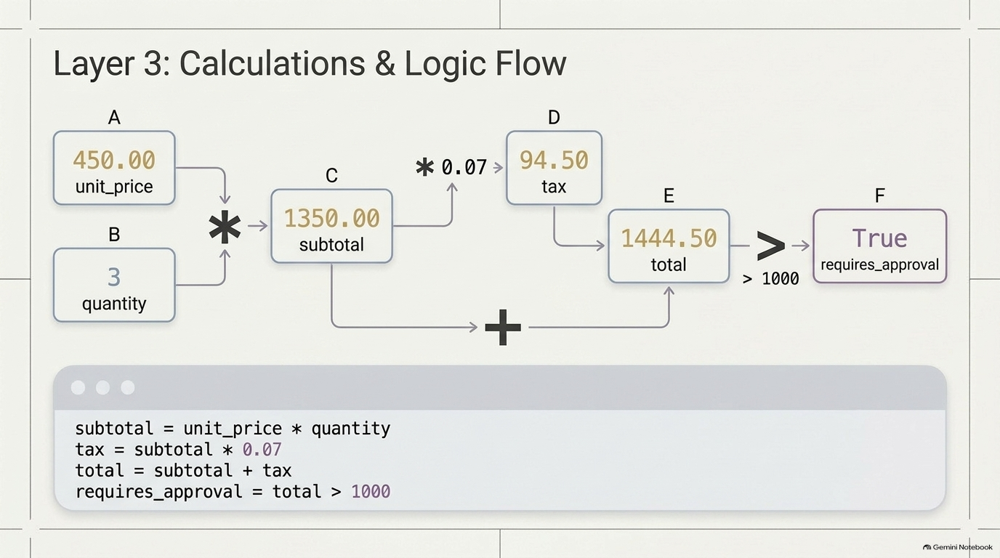 Layer 3: Calculations & Logic Flow
A
450.00
unit_price
B
3
quantity
*
C
1350.00
subtotal
* 0.07
D
94.50
tax
+
E
1444.50
total
>
> 1000
F
True
requires_approval
subtotal = unit_price * quantity
tax = subtotal * 0.07
total = subtotal + tax
requires_approval = total > 1000
Gemini Notebook